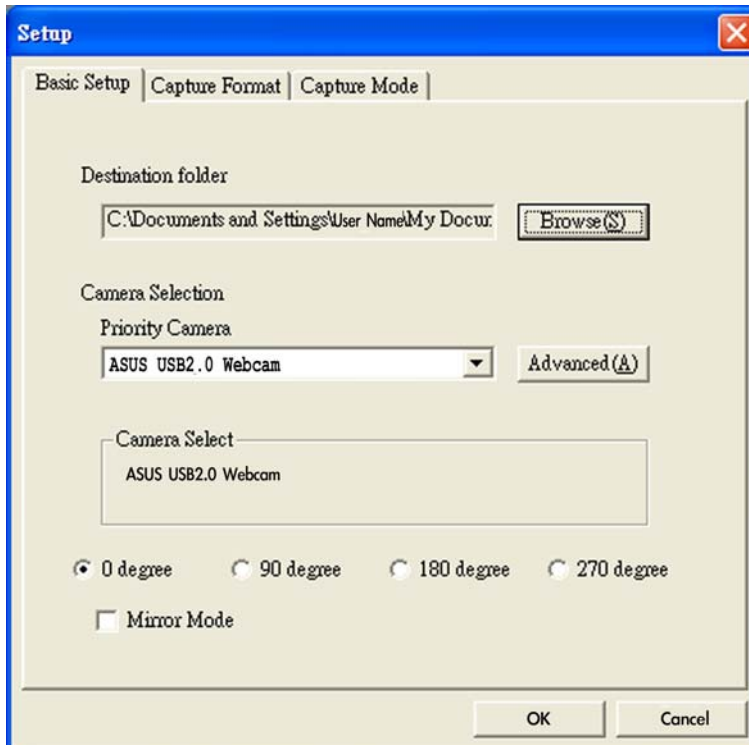 Setup
Basic Setup Capture Format Capture Mode
Destination folder
C:\Documents and Settings\User Name\My Docur Browse(S)
Camera Selection
Priority Camera
ASUS USB2.0 Webcam Advanced(A)
Camera Select
ASUS USB2.0 Webcam
0 degree 90 degree 180 degree 270 degree
Mirror Mode
OK Cancel